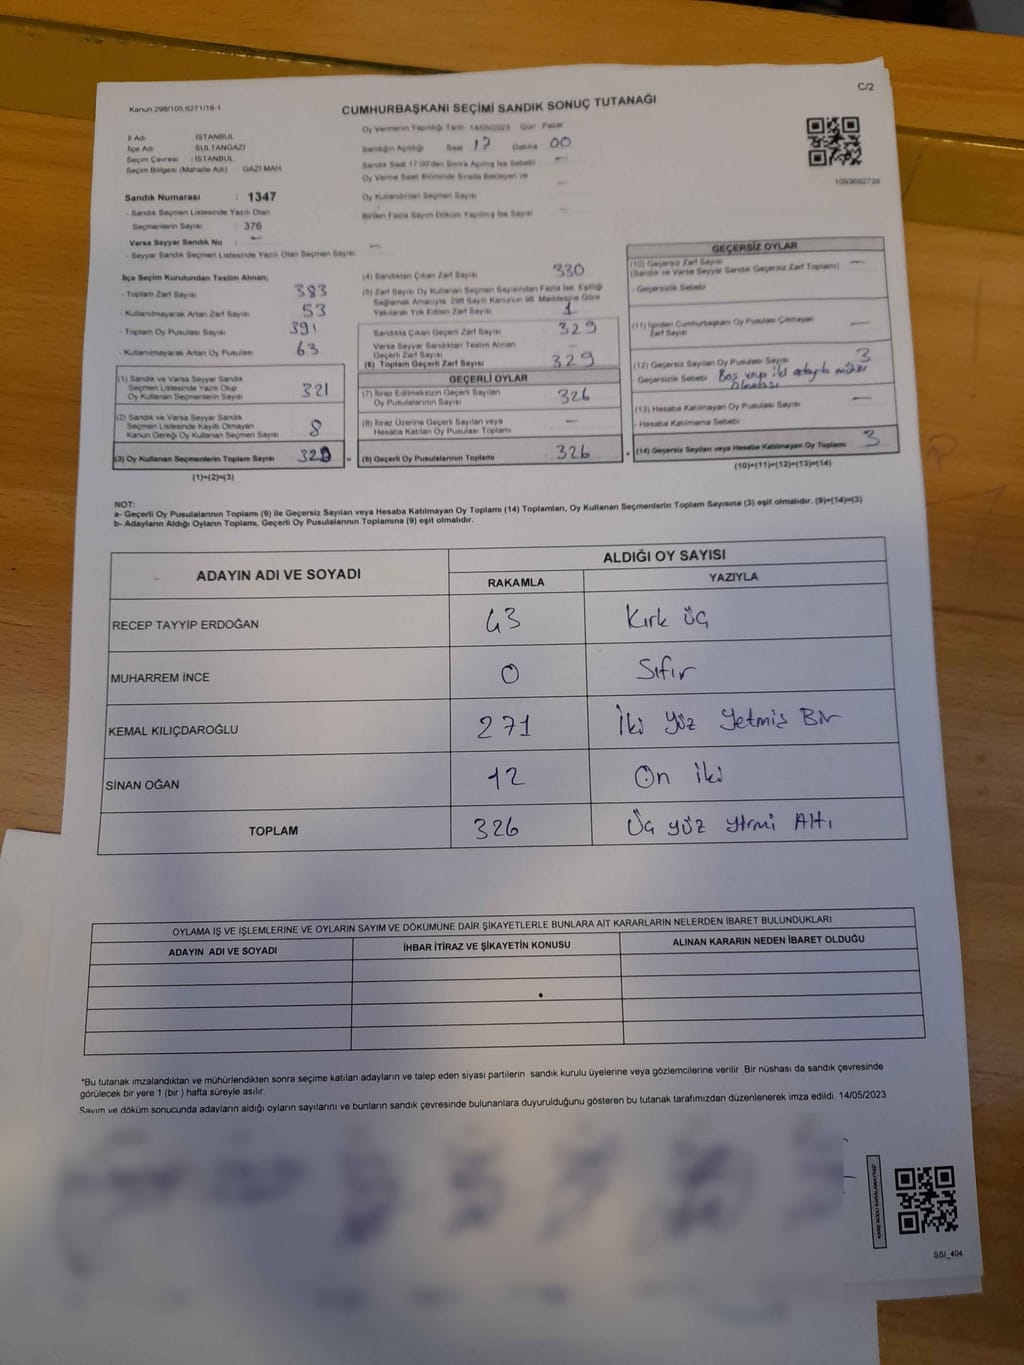 Kanun:298/105,6271/18-1
C/2
CUMHURBAŞKANI SEÇİMİ SANDIK SONUÇ TUTANAĞI
İl Adı : İSTANBUL
İlçe Adı : SULTANGAZİ
Seçim Çevresi : İSTANBUL
Seçim Bölgesi (Mahalle Adı) GAZİ MAH.
Oy Vermenin Yapıldığı Tarih 14/05/2023 Gün Pazar
Sandığın Açıldığı Saat 17 Dakika 00
Sandık Saat 17:00'den Sonra Açılmış İse Sebebi —
Oy Verme Saati Bitiminde Sırada Bekleyen ve
Oy Kullandırılan Seçmen Sayısı —
Birden Fazla Sayım Döküm Yapılmış İse Sayısı —
1093692739
Sandık Numarası : 1347
- Sandık Seçmen Listesinde Yazılı Olan
Seçmenlerin Sayısı : 376
Varsa Seyyar Sandık No : —
- Seyyar Sandık Seçmen Listesinde Yazılı Olan Seçmen Sayısı —
İlçe Seçim Kurulundan Teslim Alınan;
- Toplam Zarf Sayısı 383
- Kullanılmayarak Artan Zarf Sayısı 53
- Toplam Oy Pusulası Sayısı 391
- Kullanılmayarak Artan Oy Pusulası 63
(1) Sandık ve Varsa Seyyar Sandık
Seçmen Listesinde Yazılı Olup
Oy Kullanan Seçmenlerin Sayısı 321
(2) Sandık ve Varsa Seyyar Sandık
Seçmen Listesinde Kayıtlı Olmayan
Kanun Gereği Oy Kullanan Seçmen Sayısı 8
(3) Oy Kullanan Seçmenlerin Toplam Sayısı 329
(1)+(2)=(3)
(4) Sandıktan Çıkan Zarf Sayısı 330
(5) Zarf Sayısı Oy Kullanan Seçmen Sayısından Fazla İse, Eşitliği
Sağlamak Amacıyla, 298 Sayılı Kanunun 98. Maddesine Göre
Yakılarak Yok Edilen Zarf Sayısı 1
Sandıkta Çıkan Geçerli Zarf Sayısı 329
Varsa Seyyar Sandıktan Teslim Alınan
Geçerli Zarf Sayısı —
(6) Toplam Geçerli Zarf Sayısı 329
GEÇERLİ OYLAR
(7) İtiraz Edilmeksizin Geçerli Sayılan
Oy Pusulasının Sayısı 326
(8) İtiraz Üzerine Geçerli Sayılan veya
Hesaba Katılan Oy Pusulası Toplamı —
= (9) Geçerli Oy Pusulalarının Toplamı 326
GEÇERSİZ OYLAR
(10) Geçersiz Zarf Sayısı —
(Sandık ve Varsa Seyyar Sandık Geçersiz Zarf Toplamı)
- Geçersizlik Sebebi
(11) İçinden Cumhurbaşkanı Oy Pusulası Çıkmayan
Zarf Sayısı —
(12) Geçersiz Sayılan Oy Pusulası Sayısı 3
- Geçersizlik Sebebi Boş veya iki adayda mühür
olması
(13) Hesaba Katılmayan Oy Pusulası Sayısı —
- Hesaba Katılmama Sebebi
+ (14) Geçersiz Sayılan veya Hesaba Katılmayan Oy Toplamı 3
(10)+(11)+(12)+(13)=(14)
NOT:
a- Geçerli Oy Pusulalarının Toplamı (9) ile Geçersiz Sayılan veya Hesaba Katılmayan Oy Toplamı (14) Toplamları, Oy Kullanan Seçmenlerin Toplam Sayısına (3) eşit olmalıdır. (9)+(14)=(3)
b- Adayların Aldığı Oyların Toplamı, Geçerli Oy Pusulalarının Toplamına (9) eşit olmalıdır.
ADAYIN ADI VE SOYADI
ALDIĞI OY SAYISI
RAKAMLA YAZIYLA
RECEP TAYYİP ERDOĞAN 43 Kırk Üç
MUHARREM İNCE 0 Sıfır
KEMAL KILIÇDAROĞLU 271 İki yüz yetmiş Bir
SİNAN OĞAN 12 On iki
TOPLAM 326 Üç yüz yirmi Altı
OYLAMA İŞ VE İŞLEMLERİNE VE OYLARIN SAYIM VE DÖKÜMÜNE DAİR ŞİKAYETLERLE BUNLARA AİT KARARLARIN NELERDEN İBARET BULUNDUKLARI
ADAYIN ADI VE SOYADI İHBAR İTİRAZ VE ŞİKAYETİN KONUSU ALINAN KARARIN NEDEN İBARET OLDUĞU
*Bu tutanak imzalandıktan ve mühürlendikten sonra seçime katılan adayların ve talep eden siyasi partilerin sandık kurulu üyelerine veya gözlemcilerine verilir. Bir nüshası da sandık çevresinde
görülecek bir yere 1 (bir) hafta süreyle asılır.
Sayım ve döküm sonucunda adayların aldığı oyların sayılarını ve bunların sandık çevresinde bulunanlara duyurulduğunu gösteren bu tutanak tarafımızdan düzenlenerek imza edildi. 14/05/2023
SSİ_404